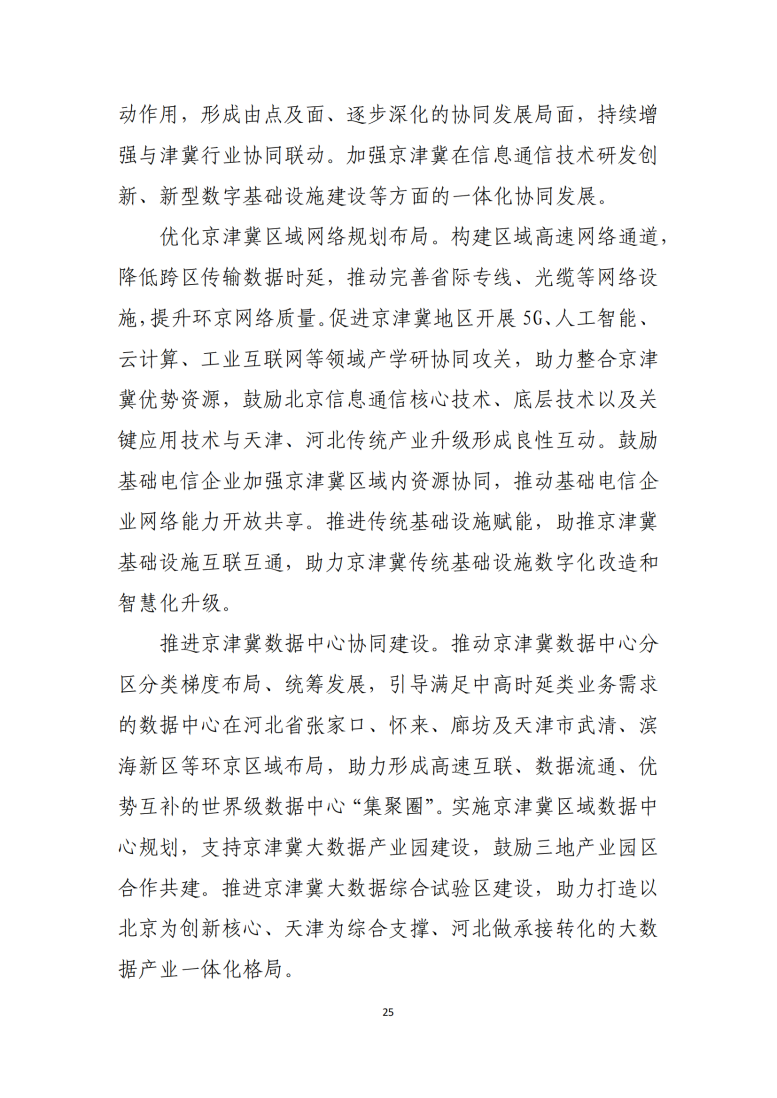 动作用，形成由点及面、逐步深化的协同发展局面，持续增
强与津冀行业协同联动。加强京津冀在信息通信技术研发创
新、新型数字基础设施建设等方面的一体化协同发展。
优化京津冀区域网络规划布局。构建区域高速网络通道，
降低跨区传输数据时延，推动完善省际专线、光缆等网络设
施，提升环京网络质量。促进京津冀地区开展 5G、人工智能、
云计算、工业互联网等领域产学研协同攻关，助力整合京津
冀优势资源，鼓励北京信息通信核心技术、底层技术以及关
键应用技术与天津、河北传统产业升级形成良性互动。鼓励
基础电信企业加强京津冀区域内资源协同，推动基础电信企
业网络能力开放共享。推进传统基础设施赋能，助推京津冀
基础设施互联互通，助力京津冀传统基础设施数字化改造和
智慧化升级。
推进京津冀数据中心协同建设。推动京津冀数据中心分
区分类梯度布局、统筹发展，引导满足中高时延类业务需求
的数据中心在河北省张家口、怀来、廊坊及天津市武清、滨
海新区等环京区域布局，助力形成高速互联、数据流通、优
势互补的世界级数据中心“集聚圈”。实施京津冀区域数据中
心规划，支持京津冀大数据产业园建设，鼓励三地产业园区
合作共建。推进京津冀大数据综合试验区建设，助力打造以
北京为创新核心、天津为综合支撑、河北做承接转化的大数
据产业一体化格局。
25